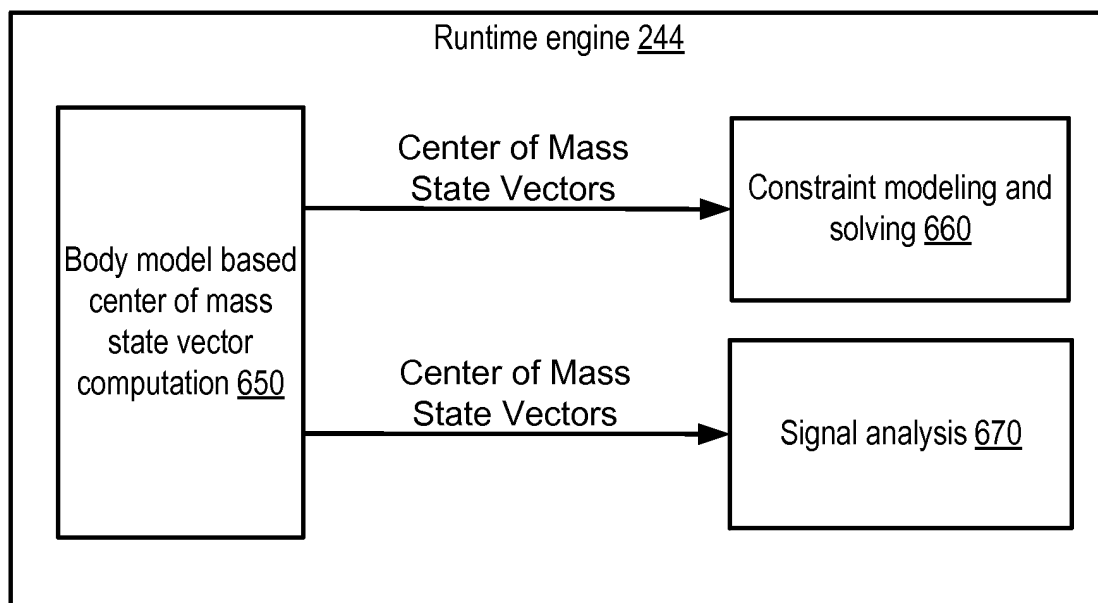 Runtime engine 244
Body model based
center of mass
state vector
computation 650
Center of Mass
State Vectors
Constraint modeling and
solving 660
Center of Mass
State Vectors
Signal analysis 670